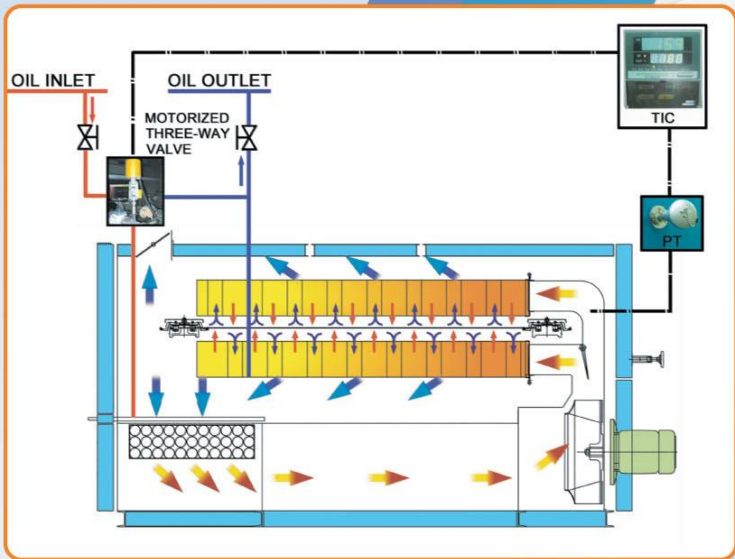 OIL INLET
OIL OUTLET
MOTORIZED
THREE-WAY
VALVE
TIC
PT